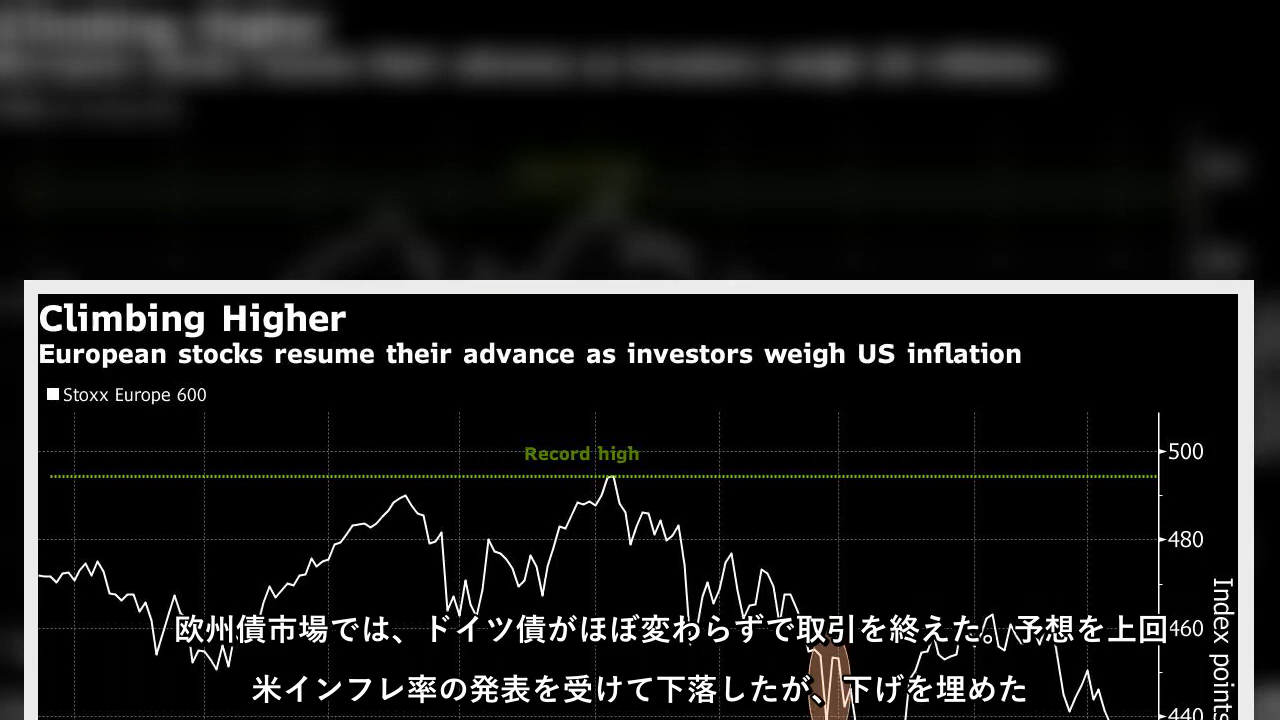 Climbing Higher
European stocks resume their advance as investors weigh US inflation
Stoxx Europe 600
Record high
500
480
460
440
Index points
欧州債市場では、ドイツ債がほぼ変わらずで取引を終えた。予想を上回
米インフレ率の発表を受けて下落したが、下げを埋めた